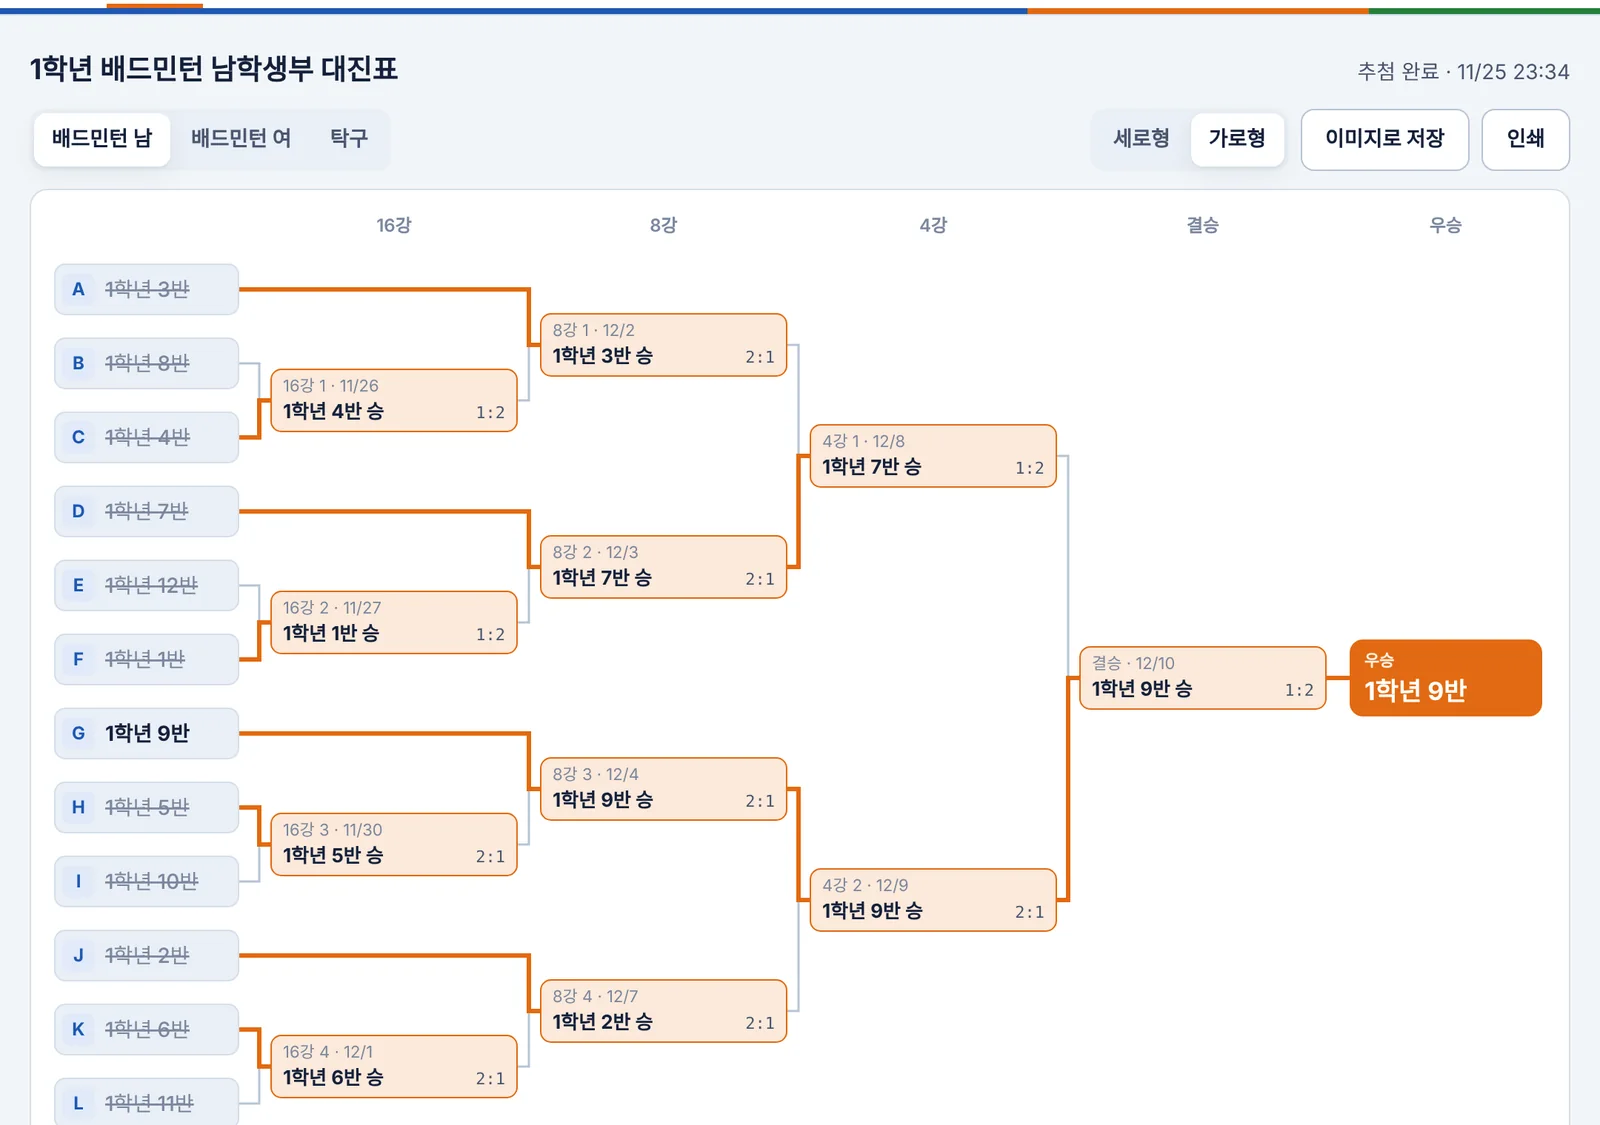 1학년 배드민턴 남학생부 대진표
추첨 완료 · 11/25 23:34
배드민턴 남
배드민턴 여
탁구
세로형
가로형
이미지로 저장
인쇄
16강
8강
4강
결승
우승
A 1학년 3반
B 1학년 8반
C 1학년 4반
D 1학년 7반
E 1학년 12반
F 1학년 1반
G 1학년 9반
H 1학년 5반
I 1학년 10반
J 1학년 2반
K 1학년 6반
L 1학년 11반
16강 1 · 11/26
1학년 4반 승 1:2
16강 2 · 11/27
1학년 1반 승 1:2
16강 3 · 11/30
1학년 5반 승 2:1
16강 4 · 12/1
1학년 6반 승 2:1
8강 1 · 12/2
1학년 3반 승 2:1
8강 2 · 12/3
1학년 7반 승 2:1
8강 3 · 12/4
1학년 9반 승 2:1
8강 4 · 12/7
1학년 2반 승 2:1
4강 1 · 12/8
1학년 7반 승 1:2
4강 2 · 12/9
1학년 9반 승 2:1
결승 · 12/10
1학년 9반 승 1:2
우승
1학년 9반